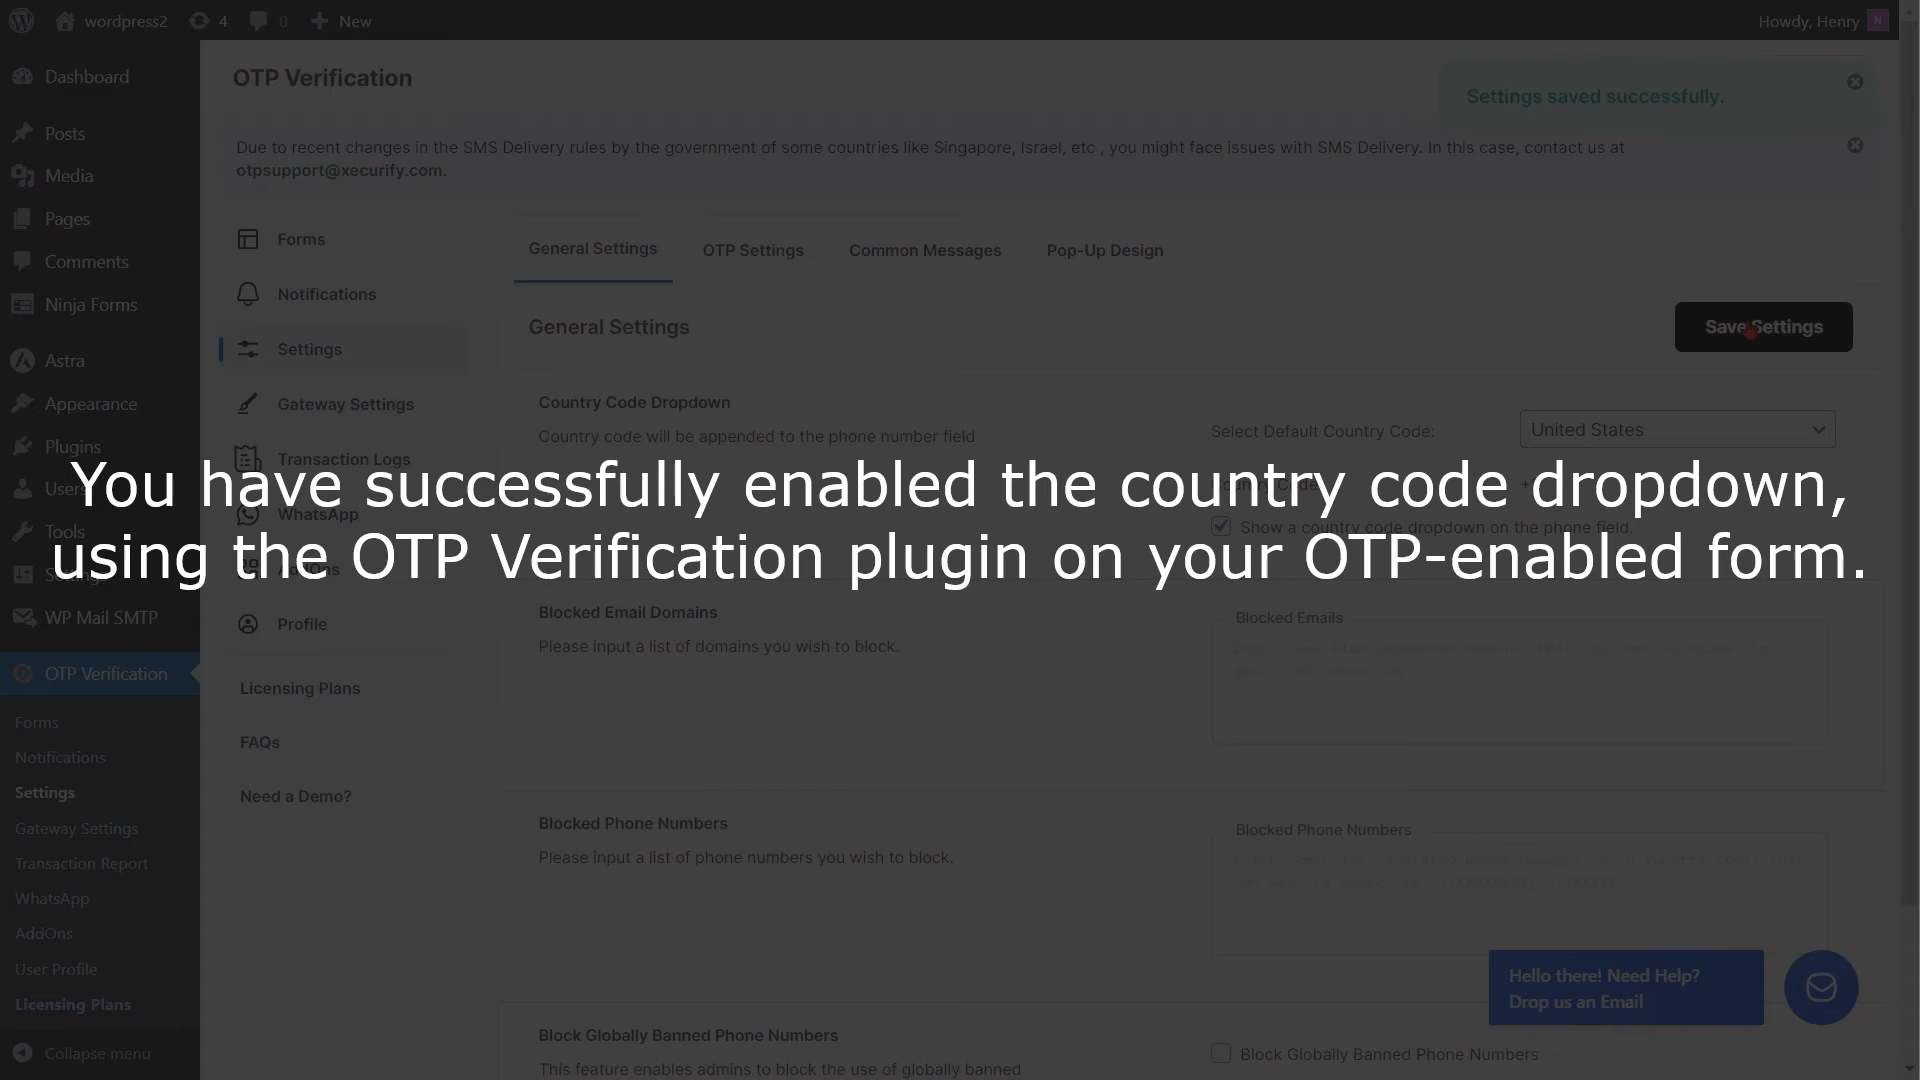 wordpress2
4
0
New
Howdy, Henry
N
Dashboard
Posts
Media
Pages
Comments
Ninja Forms
Astra
Appearance
Plugins
Users
Tools
Settings
WP Mail SMTP
OTP Verification
Forms
Notifications
Settings
Gateway Settings
Transaction Report
WhatsApp
AddOns
User Profile
Licensing Plans
Collapse menu
OTP Verification
Settings saved successfully.
Due to recent changes in the SMS Delivery rules by the government of some countries like Singapore, Israel, etc , you might face issues with SMS Delivery. In this case, contact us at
otpsupport@xecurify.com.
Forms
Notifications
Settings
Gateway Settings
Transaction Logs
WhatsApp
AddOns
Profile
Licensing Plans
FAQs
Need a Demo?
General Settings
OTP Settings
Common Messages
Pop-Up Design
General Settings
Save Settings
Country Code Dropdown
Country code will be appended to the phone number field
Select Default Country Code:
United States
Country Code
Show a country code dropdown on the phone field.
You have successfully enabled the country code dropdown,
using the OTP Verification plugin on your OTP-enabled form.
Blocked Email Domains
Please input a list of domains you wish to block.
Blocked Emails
Blocked Phone Numbers
Please input a list of phone numbers you wish to block.
Blocked Phone Numbers
Block Globally Banned Phone Numbers
This feature enables admins to block the use of globally banned
Block Globally Banned Phone Numbers
Hello there! Need Help?
Drop us an Email